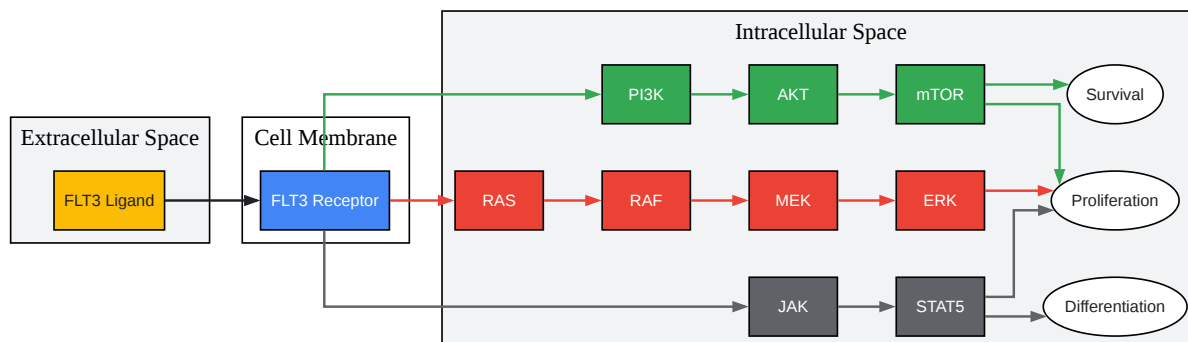 Intracellular Space
PI3K
AKT
mTOR
Survival
Extracellular Space
Cell Membrane
FLT3 Ligand
FLT3 Receptor
RAS
RAF
MEK
ERK
Proliferation
JAK
STAT5
Differentiation